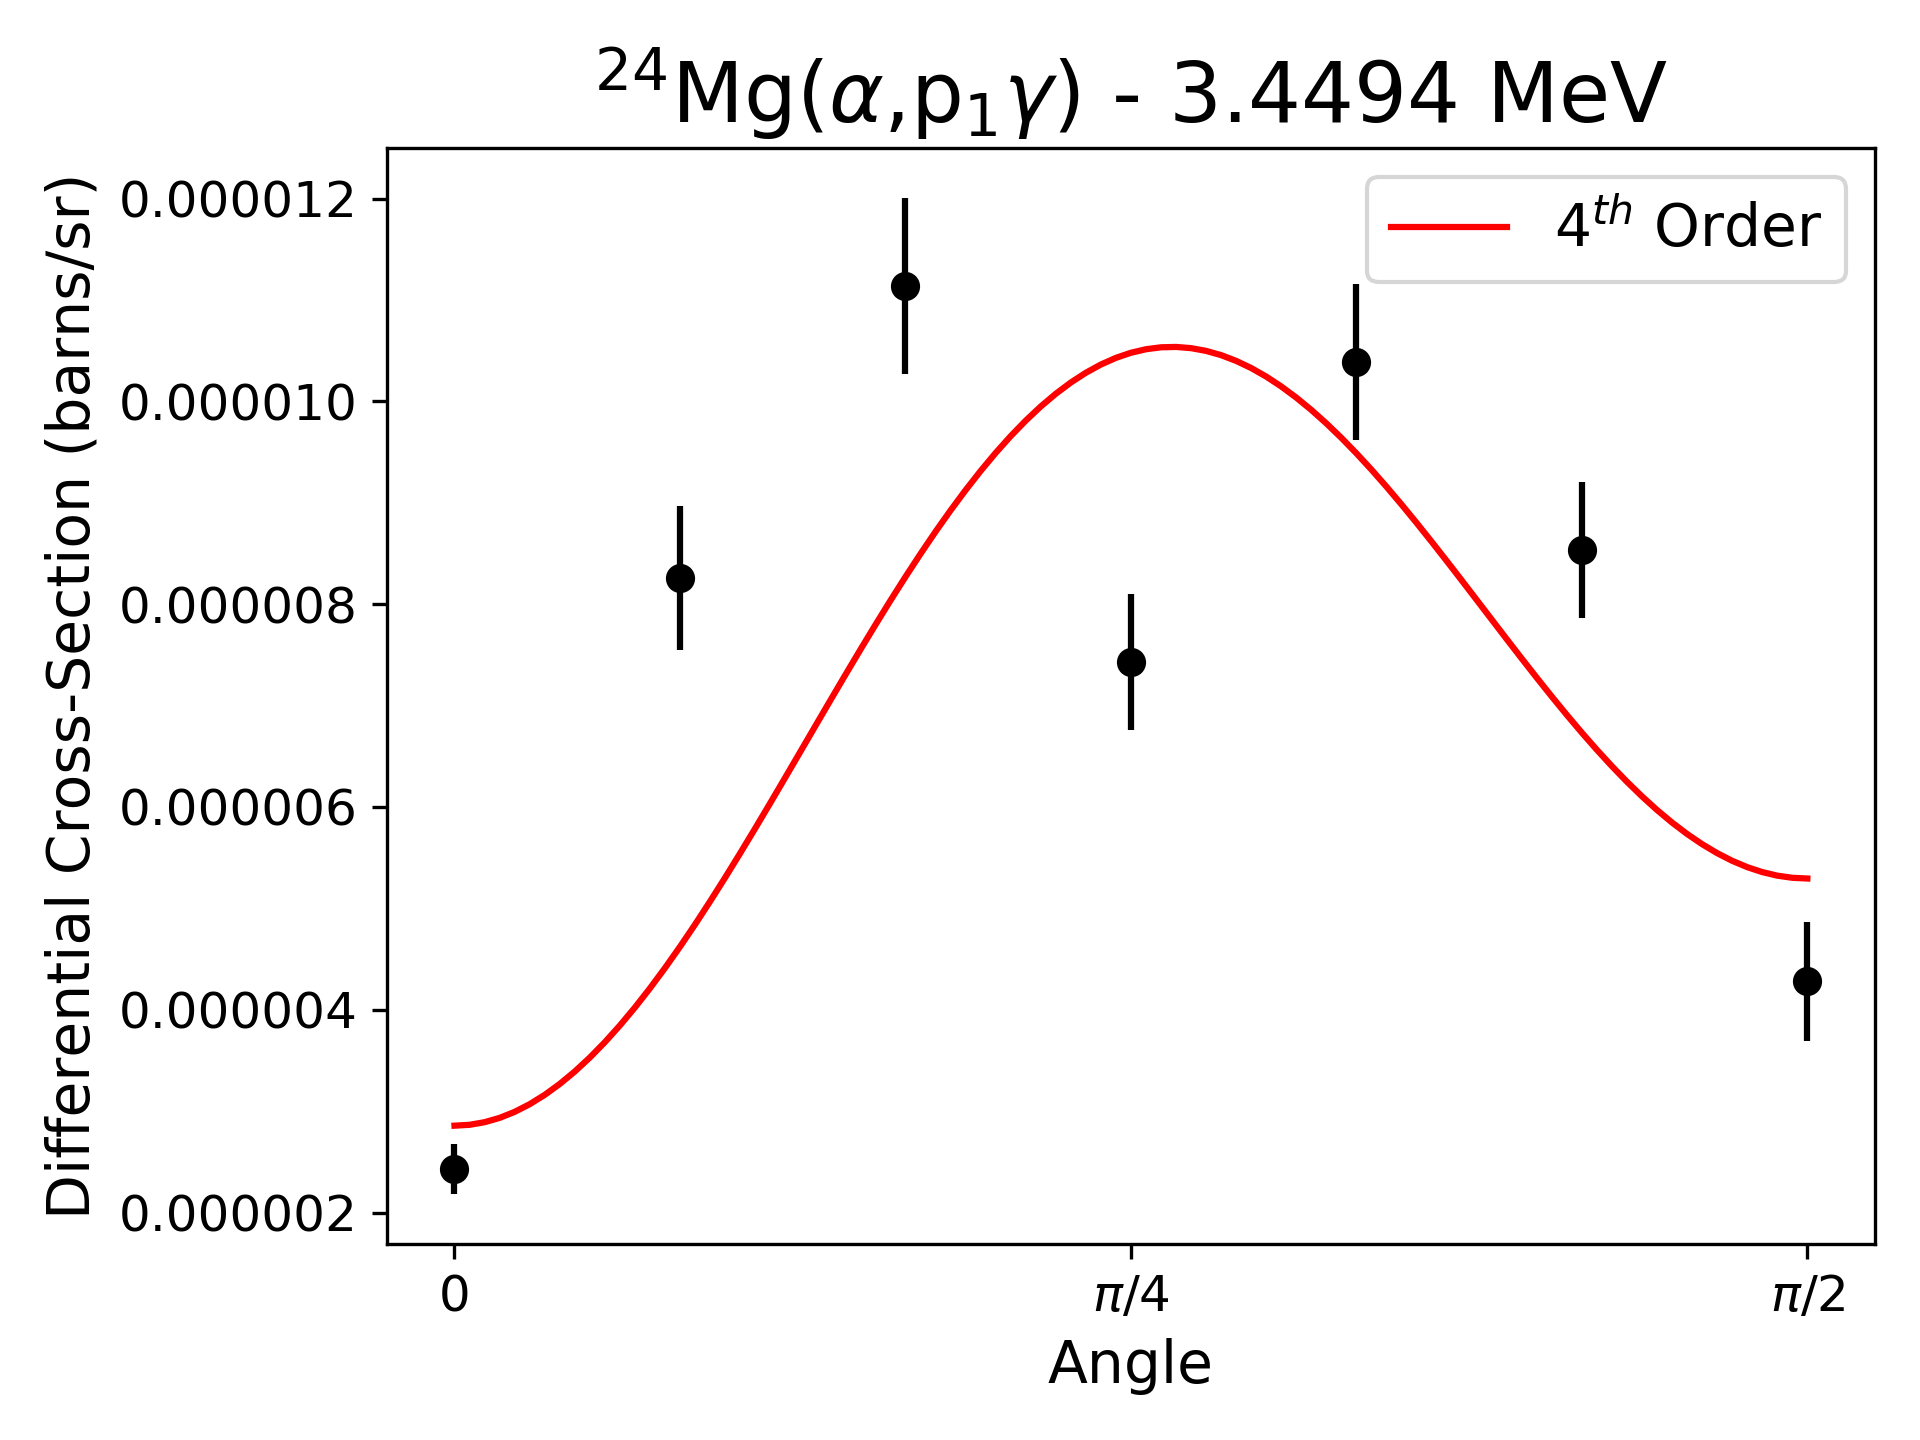 ²⁴Mg(α,p₁γ) - 3.4494 MeV
4ᵗʰ Order
Differential Cross-Section (barns/sr)
0.000012
0.000010
0.000008
0.000006
0.000004
0.000002
0 π/4 π/2
Angle